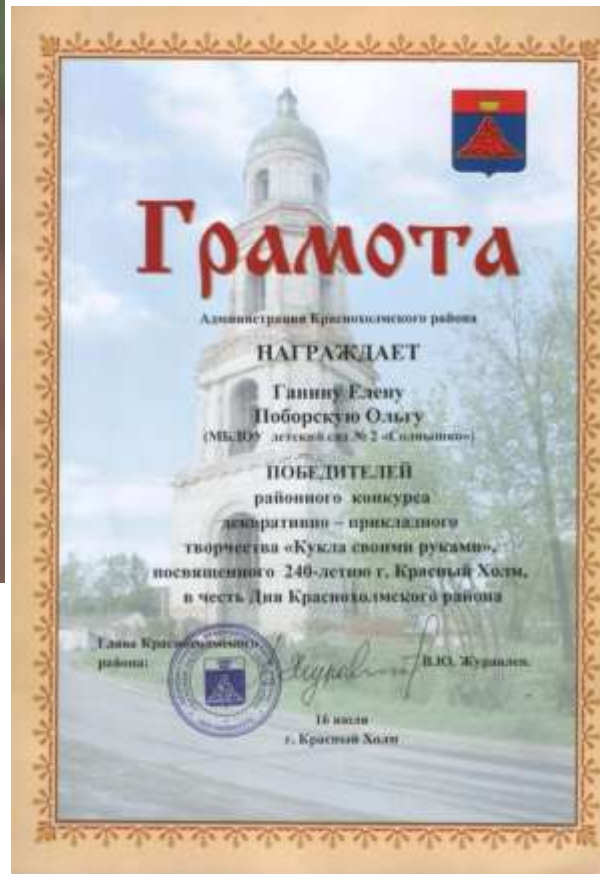 Грамота
Администрация Краснохолмского района
НАГРАЖДАЕТ
Ганину Елену
Поборскую Ольгу
(МБДОУ детский сад № 2 «Солнышко»)
ПОБЕДИТЕЛЕЙ
районного конкурса
декоративно – прикладного
творчества «Кукла своими руками»,
посвященного 240-летию г. Красный Холм,
в честь Дня Краснохолмского района
Глава Краснохолмского
района: В.Ю. Журавлев.
16 июля
г. Красный Холм